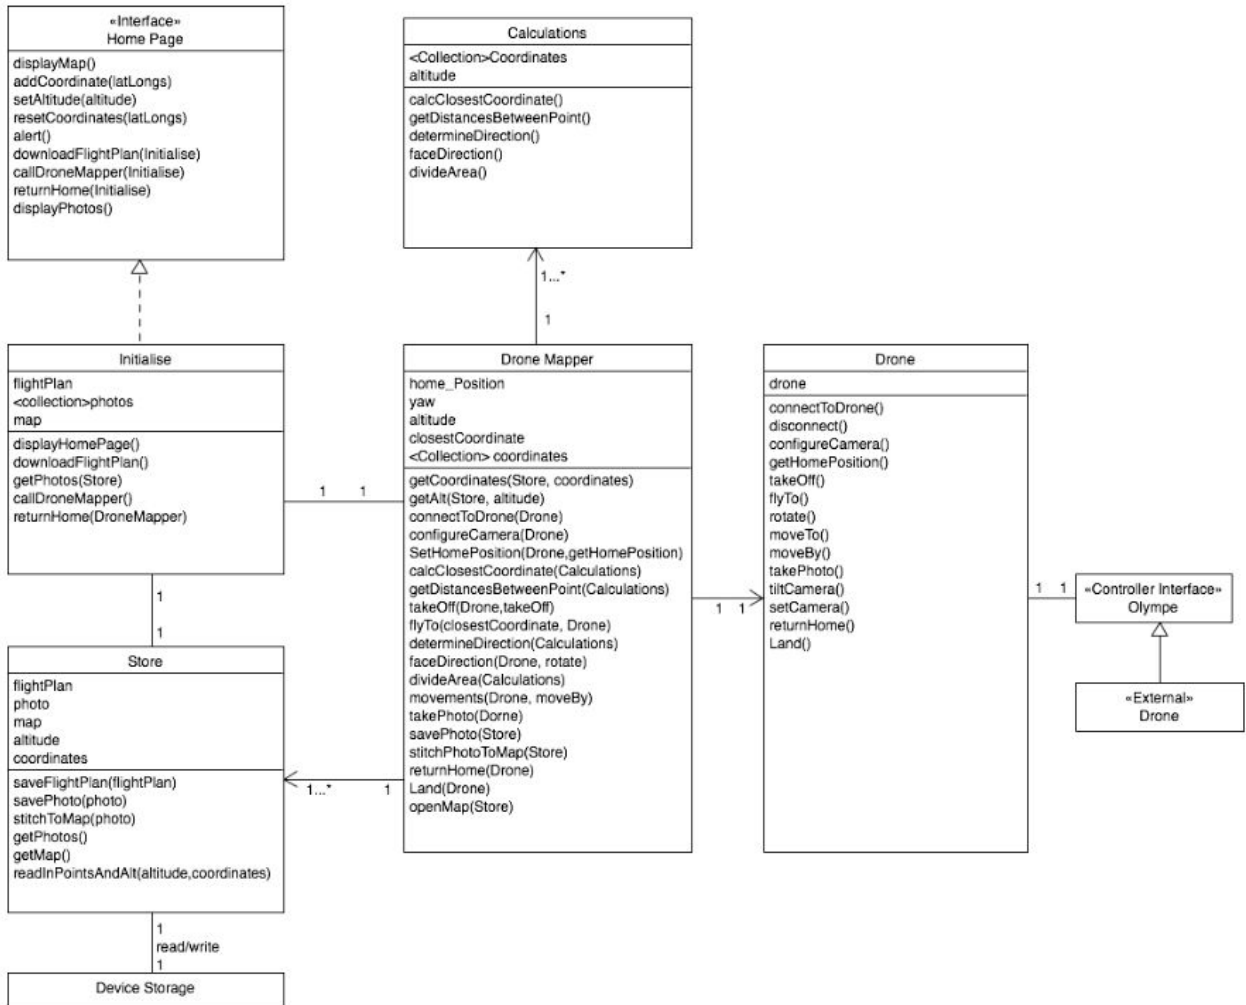 «Interface»
Home Page
displayMap()
addCoordinate(latLongs)
setAltitude(altitude)
resetCoordinates(latLongs)
alert()
downloadFlightPlan(Initialise)
callDroneMapper(Initialise)
returnHome(Initialise)
displayPhotos()
Calculations
<Collection>Coordinates
altitude
calcClosestCoordinate()
getDistancesBetweenPoint()
determineDirection()
faceDirection()
divideArea()
1...*
1
Initialise
flightPlan
<collection>photos
map
displayHomePage()
downloadFlightPlan()
getPhotos(Store)
callDroneMapper()
returnHome(DroneMapper)
1 1
Drone Mapper
home_Position
yaw
altitude
closestCoordinate
<Collection> coordinates
getCoordinates(Store, coordinates)
getAlt(Store, altitude)
connectToDrone(Drone)
configureCamera(Drone)
SetHomePosition(Drone,getHomePosition)
calcClosestCoordinate(Calculations)
getDistancesBetweenPoint(Calculations)
takeOff(Drone,takeOff)
flyTo(closestCoordinate, Drone)
determineDirection(Calculations)
faceDirection(Drone, rotate)
divideArea(Calculations)
movements(Drone, moveBy)
takePhoto(Dorne)
savePhoto(Store)
stitchPhotoToMap(Store)
returnHome(Drone)
Land(Drone)
openMap(Store)
1 1
Drone
drone
connectToDrone()
disconnect()
configureCamera()
getHomePosition()
takeOff()
flyTo()
rotate()
moveTo()
moveBy()
takePhoto()
tiltCamera()
setCamera()
returnHome()
Land()
1 1
«Controller Interface»
Olympe
«External»
Drone
1
1
Store
flightPlan
photo
map
altitude
coordinates
saveFlightPlan(flightPlan)
savePhoto(photo)
stitchToMap(photo)
getPhotos()
getMap()
readInPointsAndAlt(altitude,coordinates)
1...* 1
1
read/write
1
Device Storage